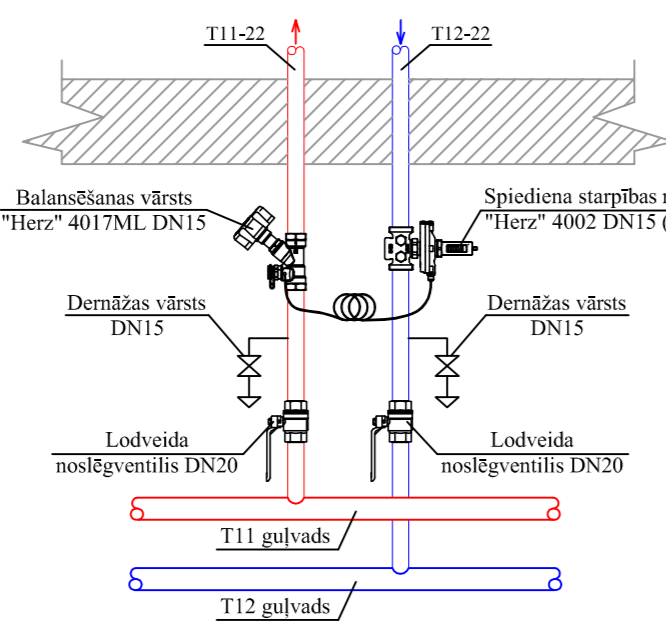 T11-22
T12-22
Balansēšanas vārsts
"Herz" 4017ML DN15
Spiediena starpības
"Herz" 4002 DN15 (
Dernāžas vārsts
DN15
Dernāžas vārsts
DN15
Lodveida
noslēgventilis DN20
Lodveida
noslēgventilis DN20
T11 guļvads
T12 guļvads